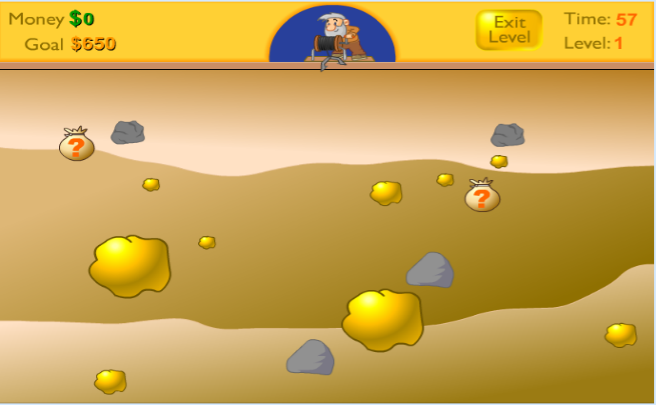 Money $0
Goal $650
Exit
Level
Time: 57
Level: 1
?
?